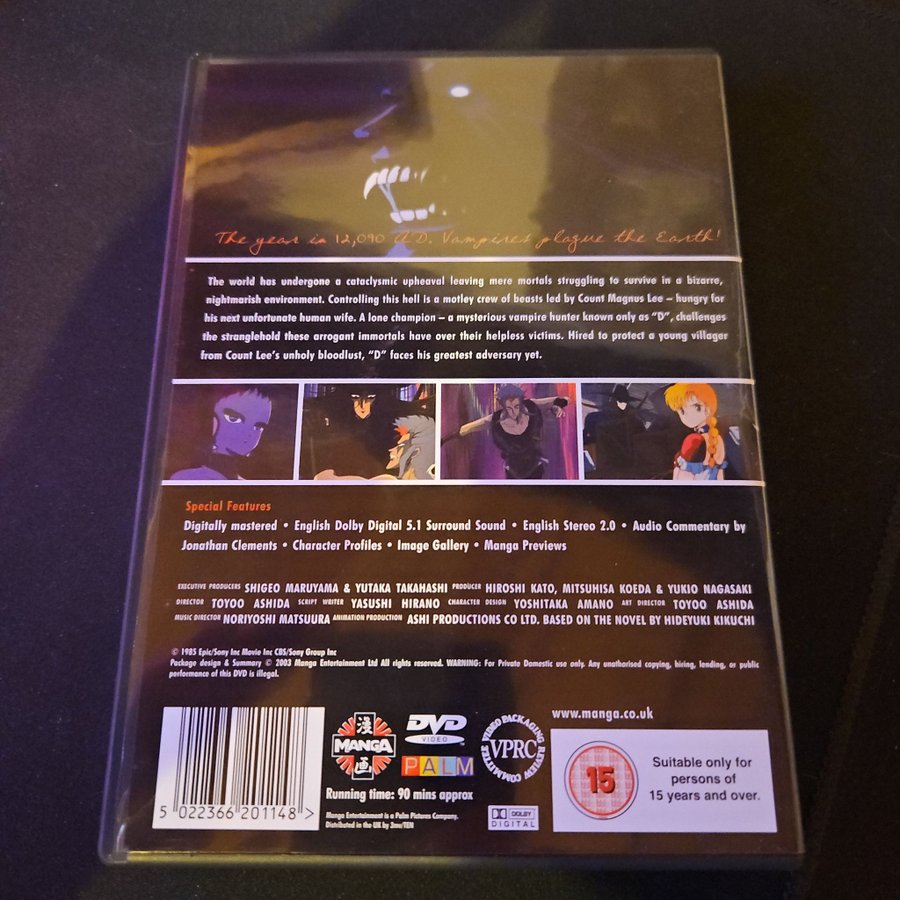 The year in 12,090 A.D. Vampires plague the Earth!
The world has undergone a cataclysmic upheaval leaving mere mortals struggling to survive in a bizarre,
nightmarish environment. Controlling this hell is a motley crew of beasts led by Count Magnus Lee – hungry for
his next unfortunate human wife. A lone champion – a mysterious vampire hunter known only as "D", challenges
the stranglehold these arrogant immortals have over their helpless victims. Hired to protect a young villager
from Count Lee's unholy bloodlust, "D" faces his greatest adversary yet.
Special Features
Digitally mastered • English Dolby Digital 5.1 Surround Sound • English Stereo 2.0 • Audio Commentary by
Jonathan Clements • Character Profiles • Image Gallery • Manga Previews
EXECUTIVE PRODUCERS SHIGEO MARUYAMA & YUTAKA TAKAHASHI PRODUCER HIROSHI KATO, MITSUHISA KOEDA & YUKIO NAGASAKI
DIRECTOR TOYOO ASHIDA SCRIPT WRITER YASUSHI HIRANO CHARACTER DESIGN YOSHITAKA AMANO ART DIRECTOR TOYOO ASHIDA
MUSIC DIRECTOR NORIYOSHI MATSUURA ANIMATION PRODUCTION ASHI PRODUCTIONS CO LTD. BASED ON THE NOVEL BY HIDEYUKI KIKUCHI
© 1985 Epic/Sony Inc Movie Inc CBS/Sony Group Inc
Package design & Summary © 2003 Manga Entertainment Ltd All rights reserved. WARNING: For Private Domestic use only. Any unauthorised copying, hiring, lending, or public
performance of this DVD is illegal.
5 022366 201148 >
漫
MANGA
画
DVD
VIDEO
PALM
VIDEO PACKAGING REVIEW COMMITTEE
VPRC
www.manga.co.uk
Running time: 90 mins approx
Manga Entertainment is a Palm Pictures Company.
Distributed in the UK by 2mv/TEN
DOLBY
DIGITAL
15
Suitable only for
persons of
15 years and over.